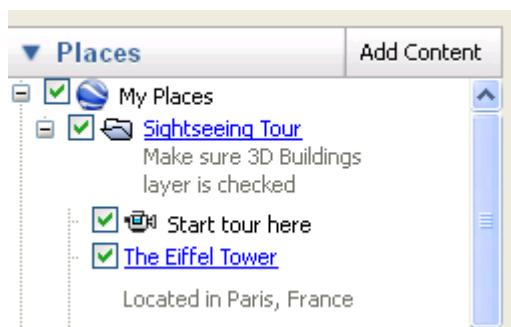 Places
Add Content
My Places
Sightseeing Tour
Make sure 3D Buildings
layer is checked
Start tour here
The Eiffel Tower
Located in Paris, France